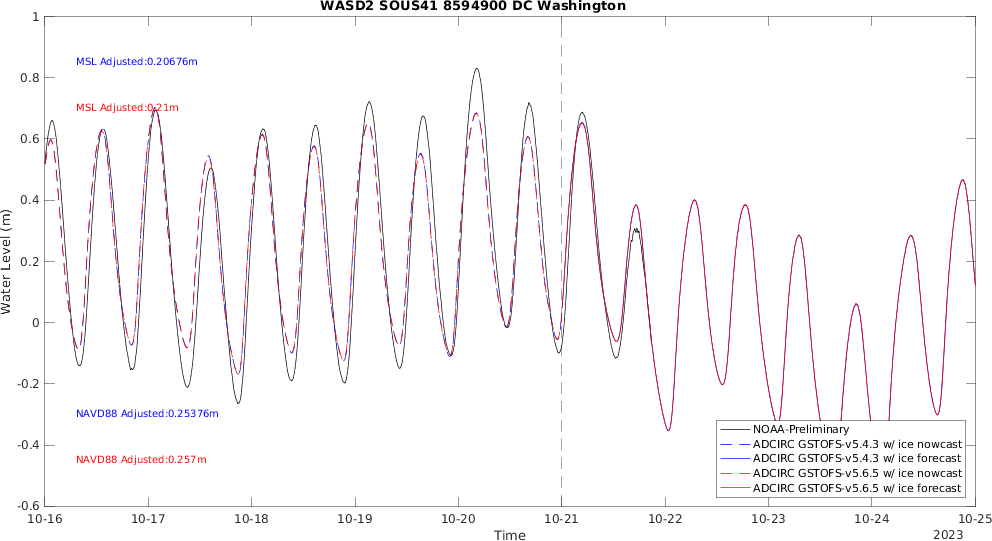 WASD2 SOUS41 8594900 DC Washington
1
0.8
0.6
0.4
0.2
0
-0.2
-0.4
-0.6
Water Level (m)
MSL Adjusted:0.20676m
MSL Adjusted:0.21m
NAVD88 Adjusted:0.25376m
NAVD88 Adjusted:0.257m
NOAA-Preliminary
ADCIRC GSTOFS-v5.4.3 w/ ice nowcast
ADCIRC GSTOFS-v5.4.3 w/ ice forecast
ADCIRC GSTOFS-v5.6.5 w/ ice nowcast
ADCIRC GSTOFS-v5.6.5 w/ ice forecast
10-16 10-17 10-18 10-19 10-20 10-21 10-22 10-23 10-24 10-25
Time
2023